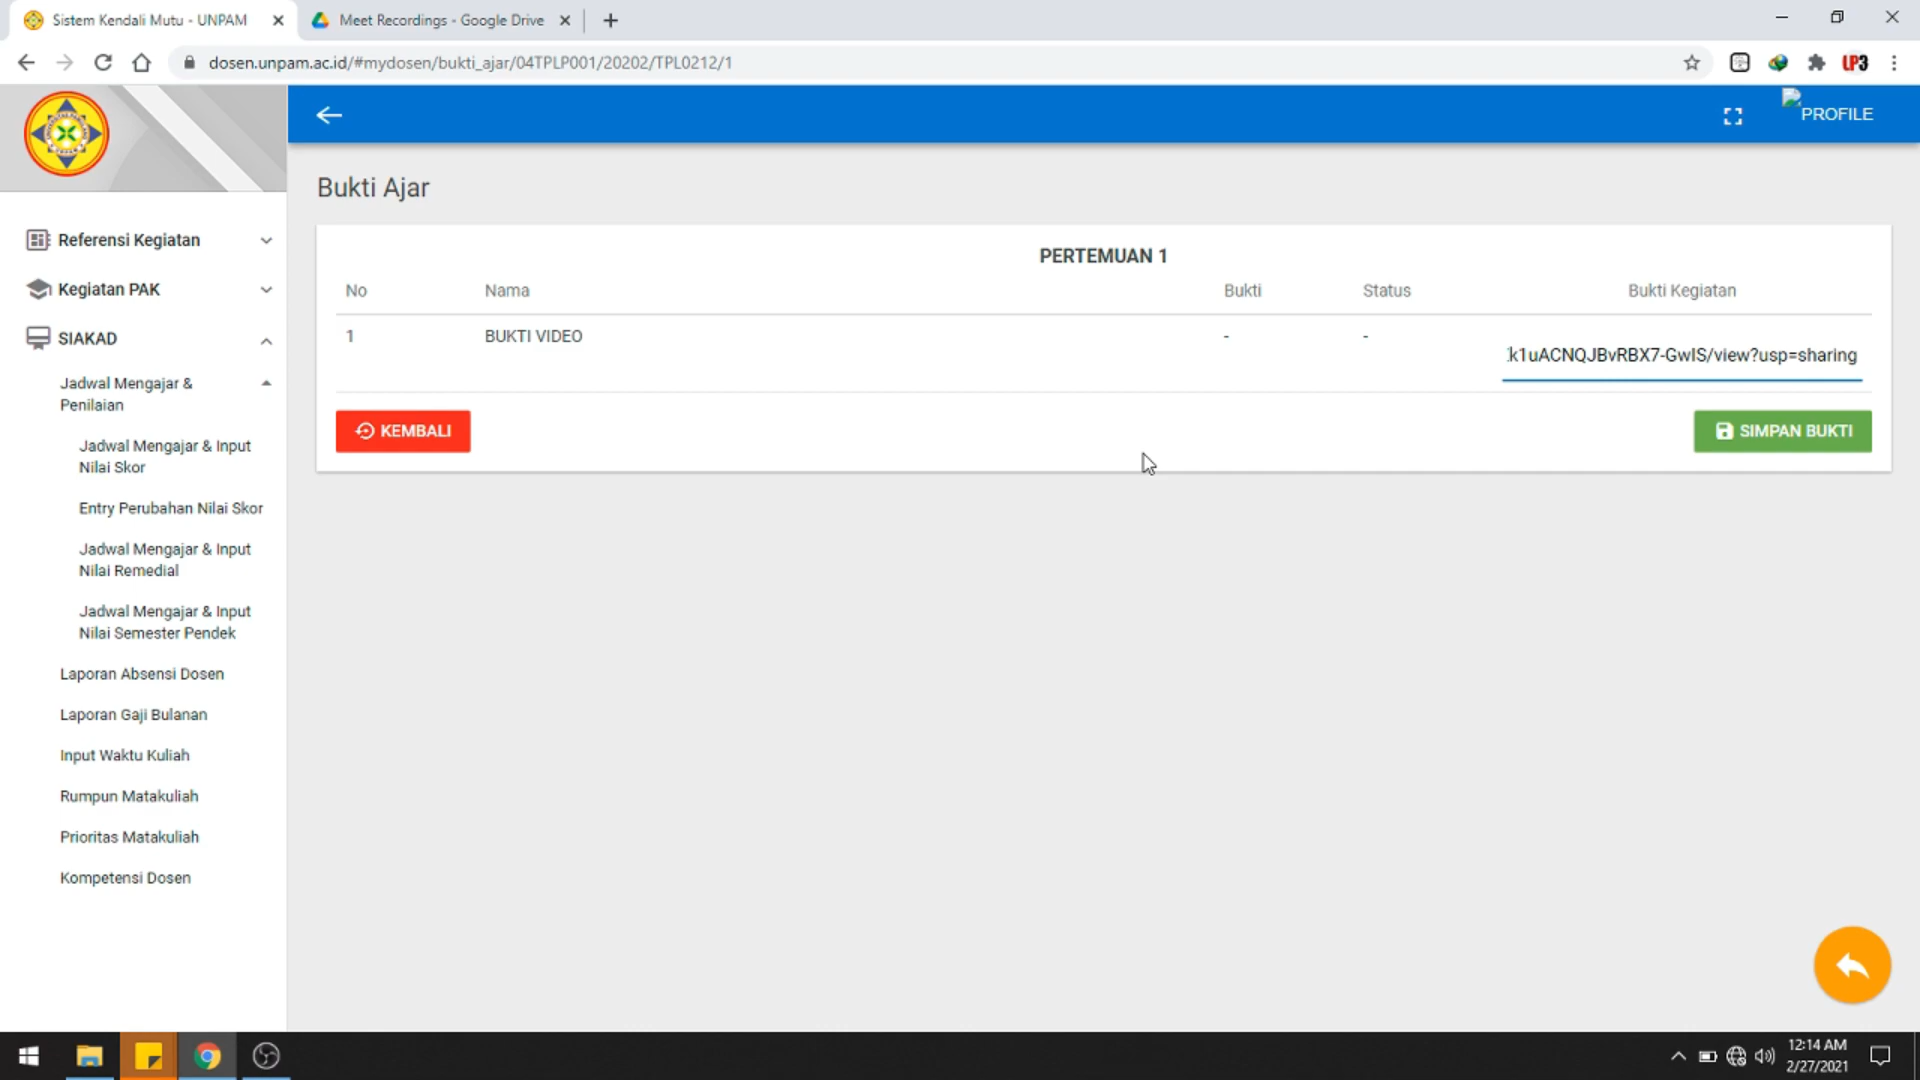 Sistem Kendali Mutu - UNPAM
Meet Recordings - Google Drive
dosen.unpam.ac.id/#mydosen/bukti_ajar/04TPLP001/20202/TPL0212/1
LP3
PROFILE
Bukti Ajar
Referensi Kegiatan
Kegiatan PAK
SIAKAD
Jadwal Mengajar &
Penilaian
Jadwal Mengajar & Input
Nilai Skor
Entry Perubahan Nilai Skor
Jadwal Mengajar & Input
Nilai Remedial
Jadwal Mengajar & Input
Nilai Semester Pendek
Laporan Absensi Dosen
Laporan Gaji Bulanan
Input Waktu Kuliah
Rumpun Matakuliah
Prioritas Matakuliah
Kompetensi Dosen
PERTEMUAN 1
No Nama Bukti Status Bukti Kegiatan
1 BUKTI VIDEO - - k1uACNQJBvRBX7-GwlS/view?usp=sharing
KEMBALI
SIMPAN BUKTI
12:14 AM
2/27/2021